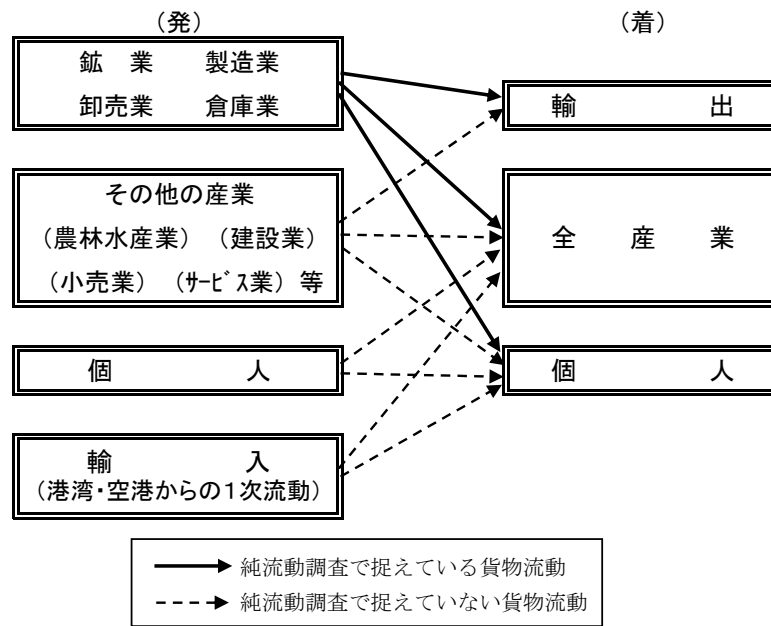 （発）
（着）
鉱　業　　製造業
卸売業　　倉庫業
輸　　　　　出
その他の産業
（農林水産業）（建設業）
（小売業）（ｻｰﾋﾞｽ業）等
全　　産　　業
個　　　　　人
個　　　　　人
輸　　　　　入
（港湾・空港からの１次流動）
純流動調査で捉えている貨物流動
純流動調査で捉えていない貨物流動